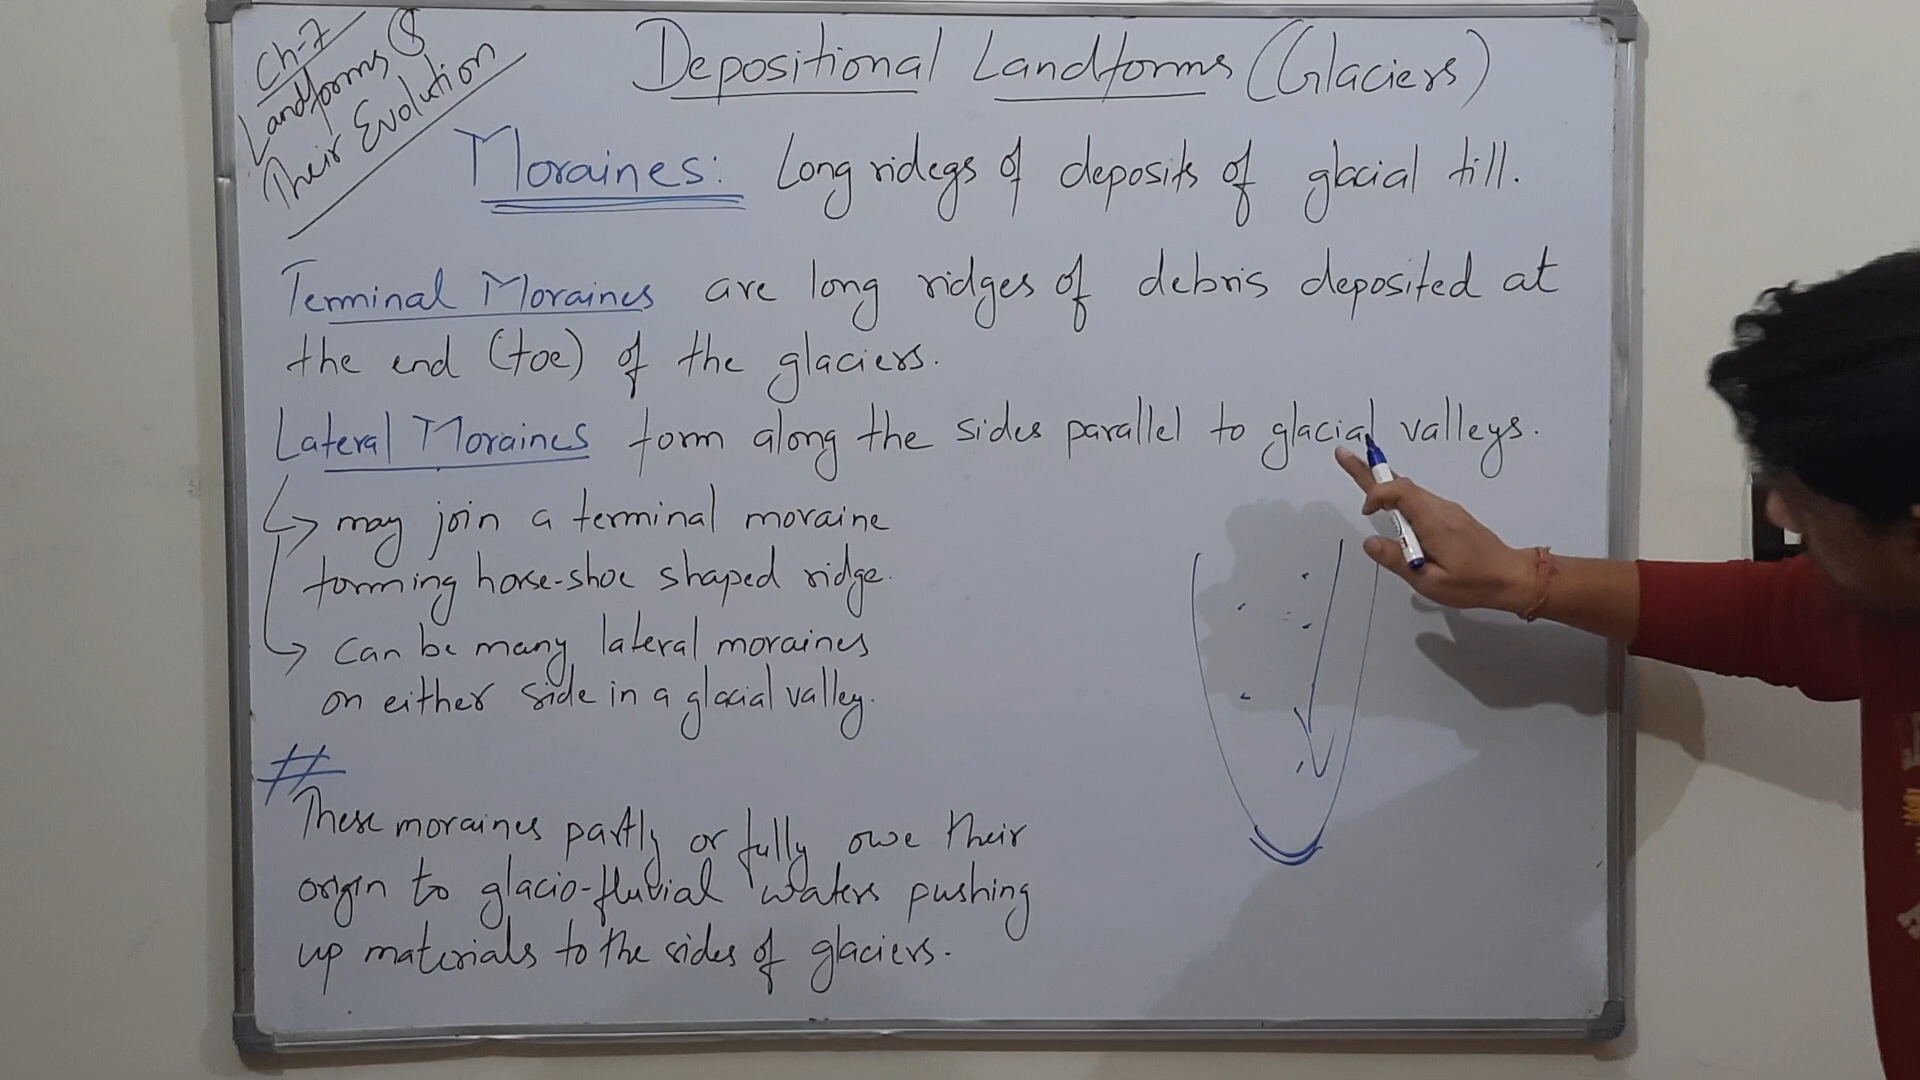 Ch-7
Landforms &
Their Evolution
Depositional Landforms (Glaciers)
Moraines: Long ridegs of deposits of glacial till.
Terminal Moraines are long ridges of debris deposited at
the end (toe) of the glaciers.
Lateral Moraines form along the sides parallel to glacial valleys.
may join a terminal moraine
forming horse-shoe shaped ridge.
Can be many lateral moraines
on either side in a glacial valley.
#
These moraines partly or fully owe their
origin to glacio-fluvial waters pushing
up materials to the sides of glaciers.